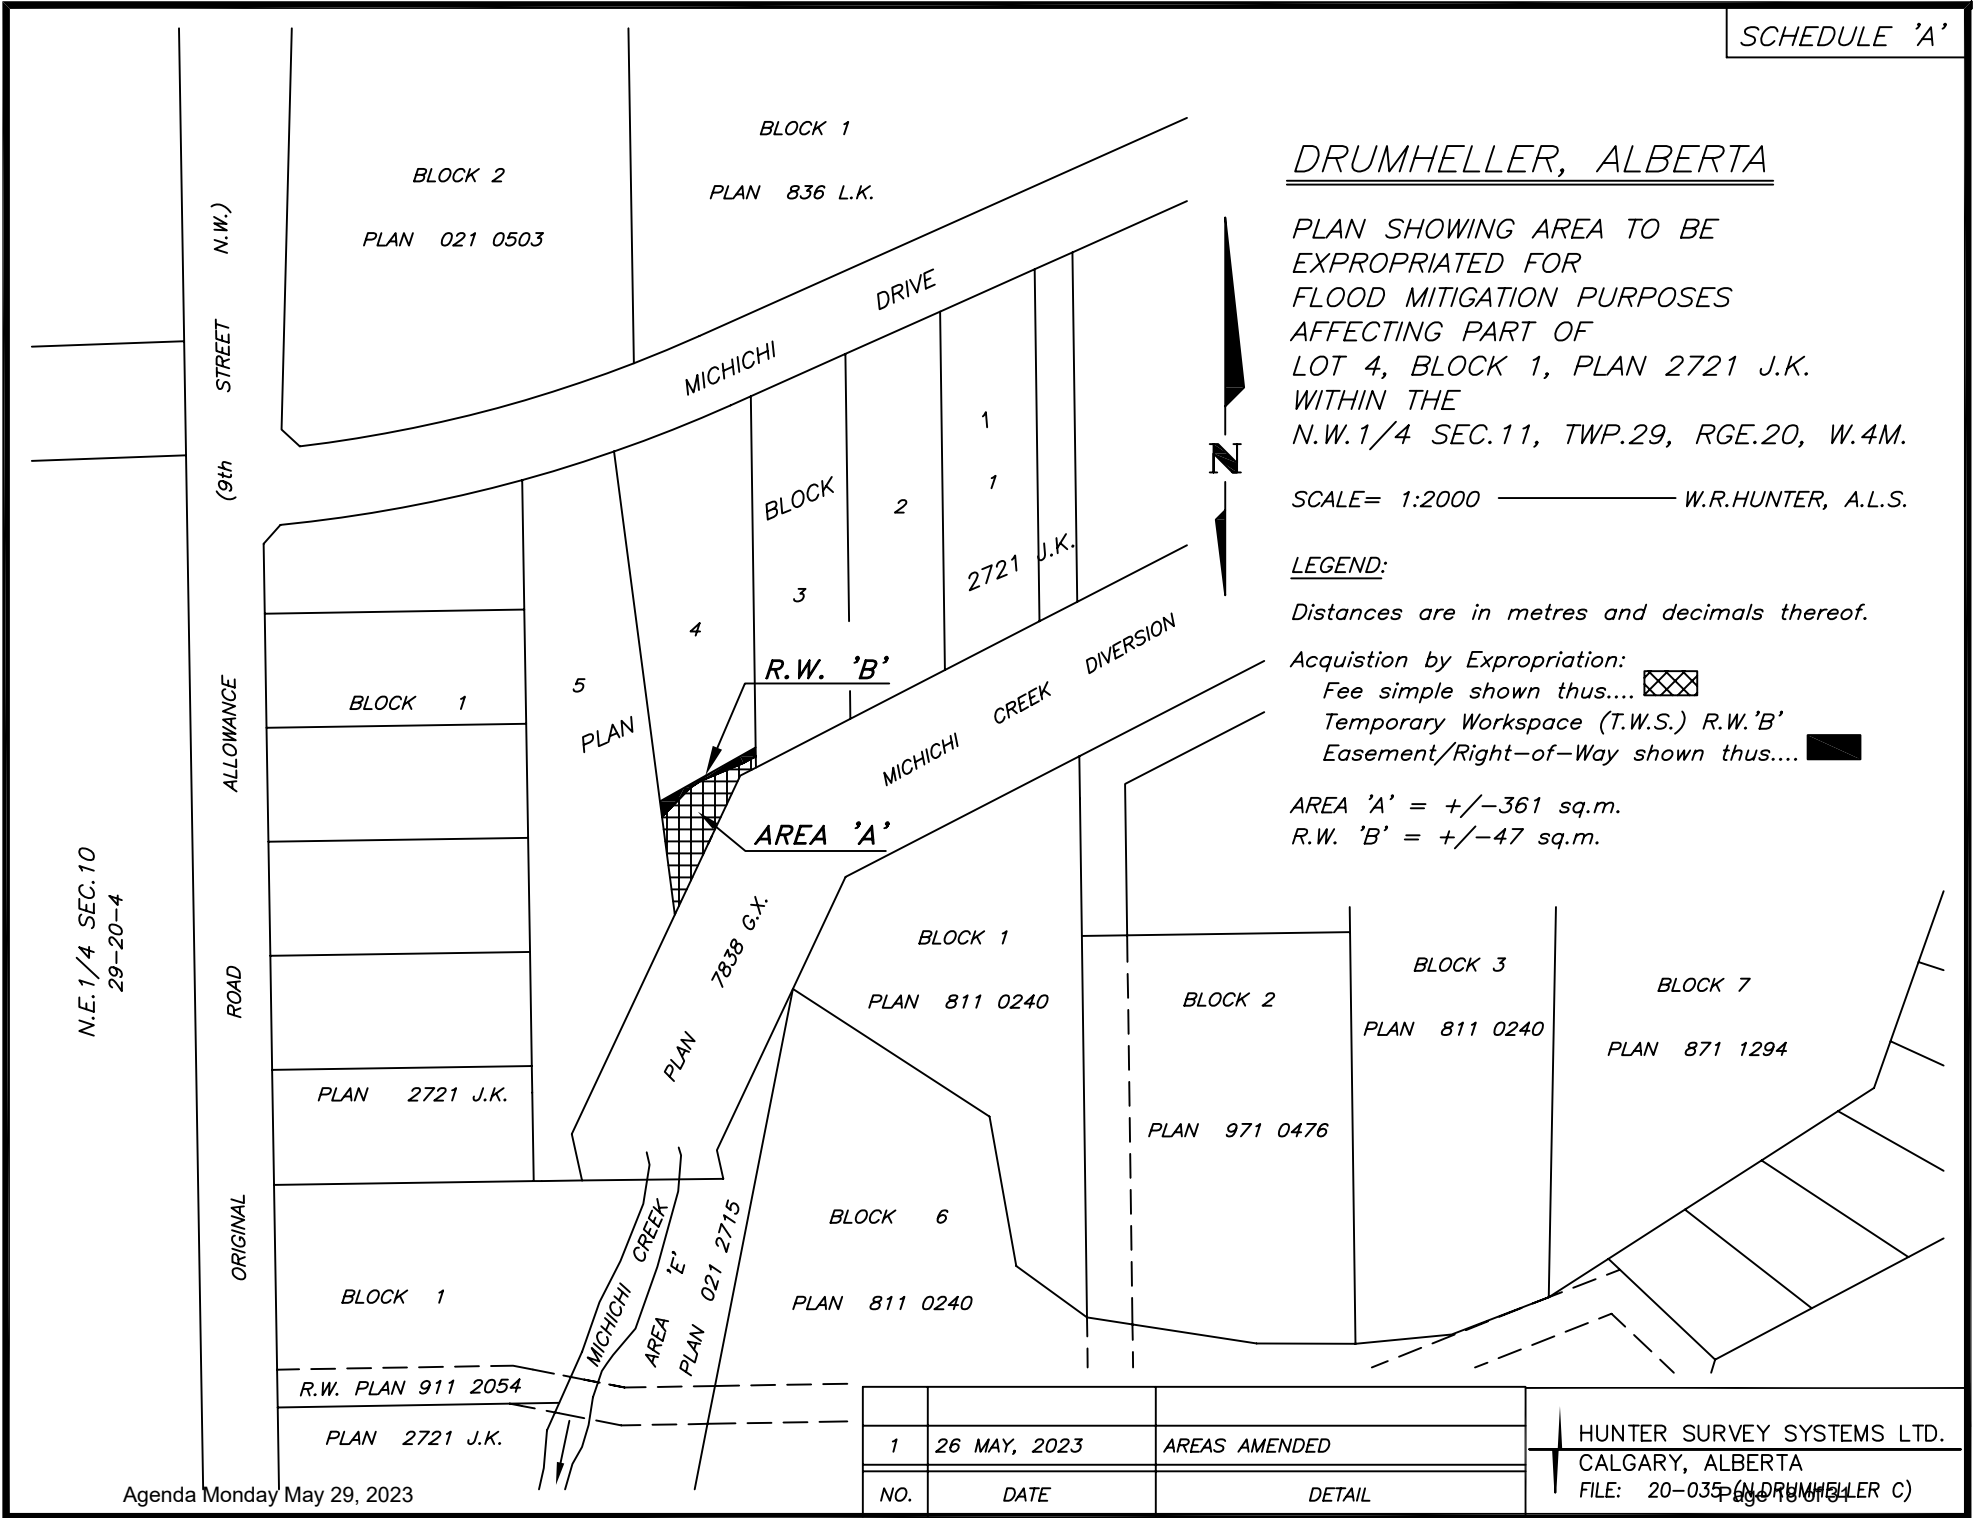 SCHEDULE 'A'
DRUMHELLER, ALBERTA
PLAN SHOWING AREA TO BE
EXPROPRIATED FOR
FLOOD MITIGATION PURPOSES
AFFECTING PART OF
LOT 4, BLOCK 1, PLAN 2721 J.K.
WITHIN THE
N.W.1/4 SEC.11, TWP.29, RGE.20, W.4M.
SCALE= 1:2000 W.R.HUNTER, A.L.S.
LEGEND:
Distances are in metres and decimals thereof.
Acquistion by Expropriation:
Fee simple shown thus....
Temporary Workspace (T.W.S.) R.W.'B'
Easement/Right-of-Way shown thus....
AREA 'A' = +/-361 sq.m.
R.W. 'B' = +/-47 sq.m.
N
BLOCK 2
PLAN 021 0503
BLOCK 1
PLAN 836 L.K.
MICHICHI DRIVE
ORIGINAL ROAD ALLOWANCE (9th STREET N.W.)
N.E.1/4 SEC.10
29-20-4
BLOCK 1
PLAN 2721 J.K.
5
PLAN
4
BLOCK
3
2
1
1
2721 J.K.
R.W. 'B'
AREA 'A'
MICHICHI CREEK DIVERSION
PLAN 7838 G.X.
BLOCK 1
PLAN 811 0240
BLOCK 2
PLAN 971 0476
BLOCK 3
PLAN 811 0240
BLOCK 7
PLAN 871 1294
BLOCK 6
PLAN 811 0240
MICHICHI CREEK
AREA 'E'
PLAN 021 2715
BLOCK 1
R.W. PLAN 911 2054
PLAN 2721 J.K.
1 26 MAY, 2023 AREAS AMENDED
NO. DATE DETAIL
HUNTER SURVEY SYSTEMS LTD.
CALGARY, ALBERTA
FILE: 20-035 (N.DRUMHELLER C)
Agenda Monday May 29, 2023
Page 18 of 31